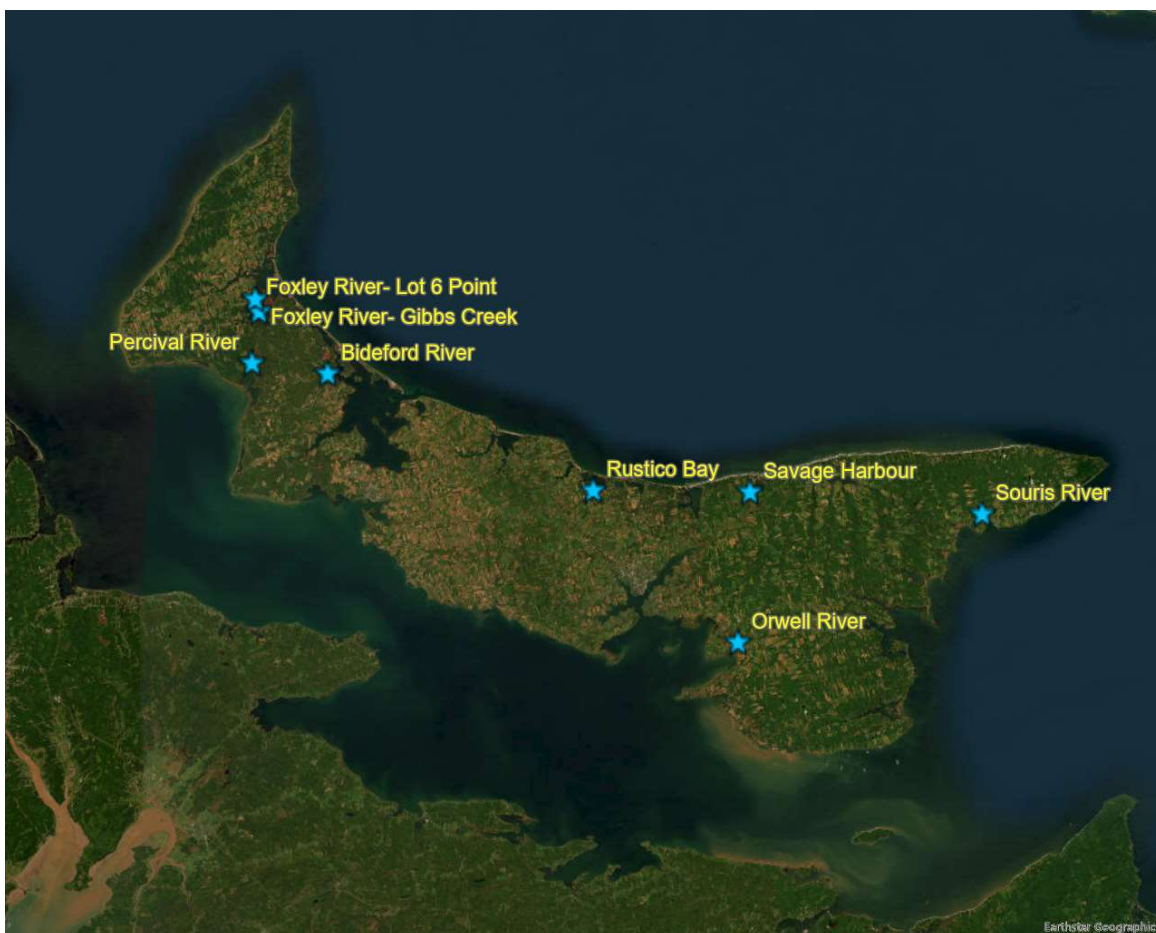 Foxley River- Lot 6 Point
Foxley River- Gibbs Creek
Percival River
Bideford River
Rustico Bay
Savage Harbour
Souris River
Orwell River
Earthstar Geographic